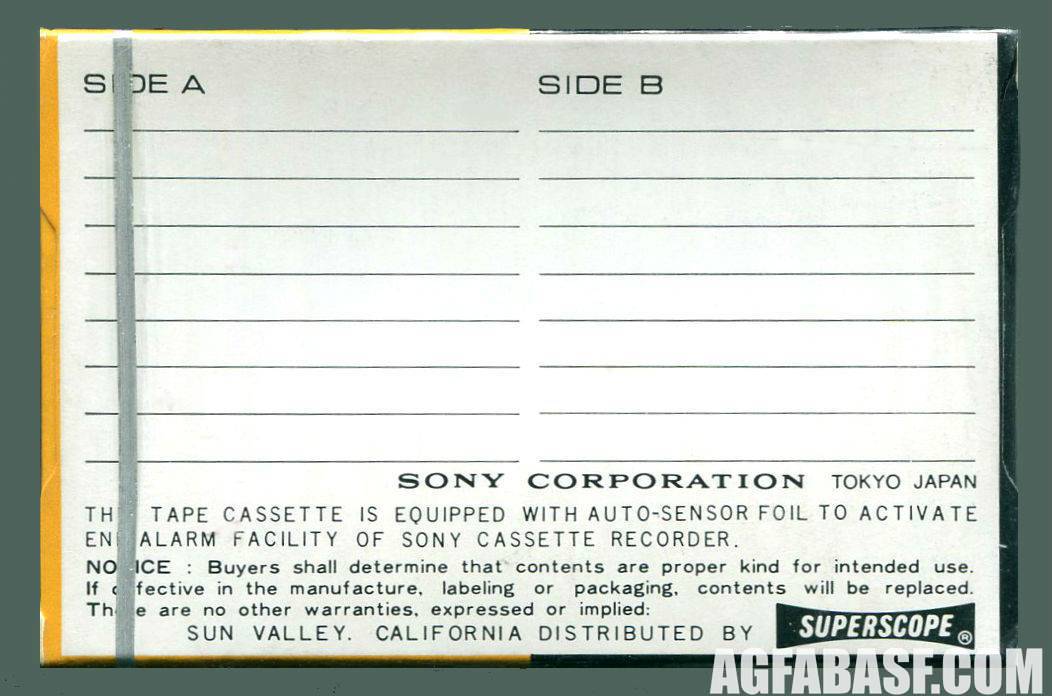 SIDE A
SIDE B
SONY CORPORATION TOKYO JAPAN
TAPE CASSETTE IS EQUIPPED WITH AUTO-SENSOR FOIL TO ACTIVATE
ALARM FACILITY OF SONY CASSETTE RECORDER.
NOTICE : Buyers shall determine that contents are proper kind for intended use.
If defective in the manufacture, labeling or packaging, contents will be replaced.
There are no other warranties, expressed or implied:
SUN VALLEY. CALIFORNIA DISTRIBUTED BY SUPERSCOPE®
AGFABASF.COM